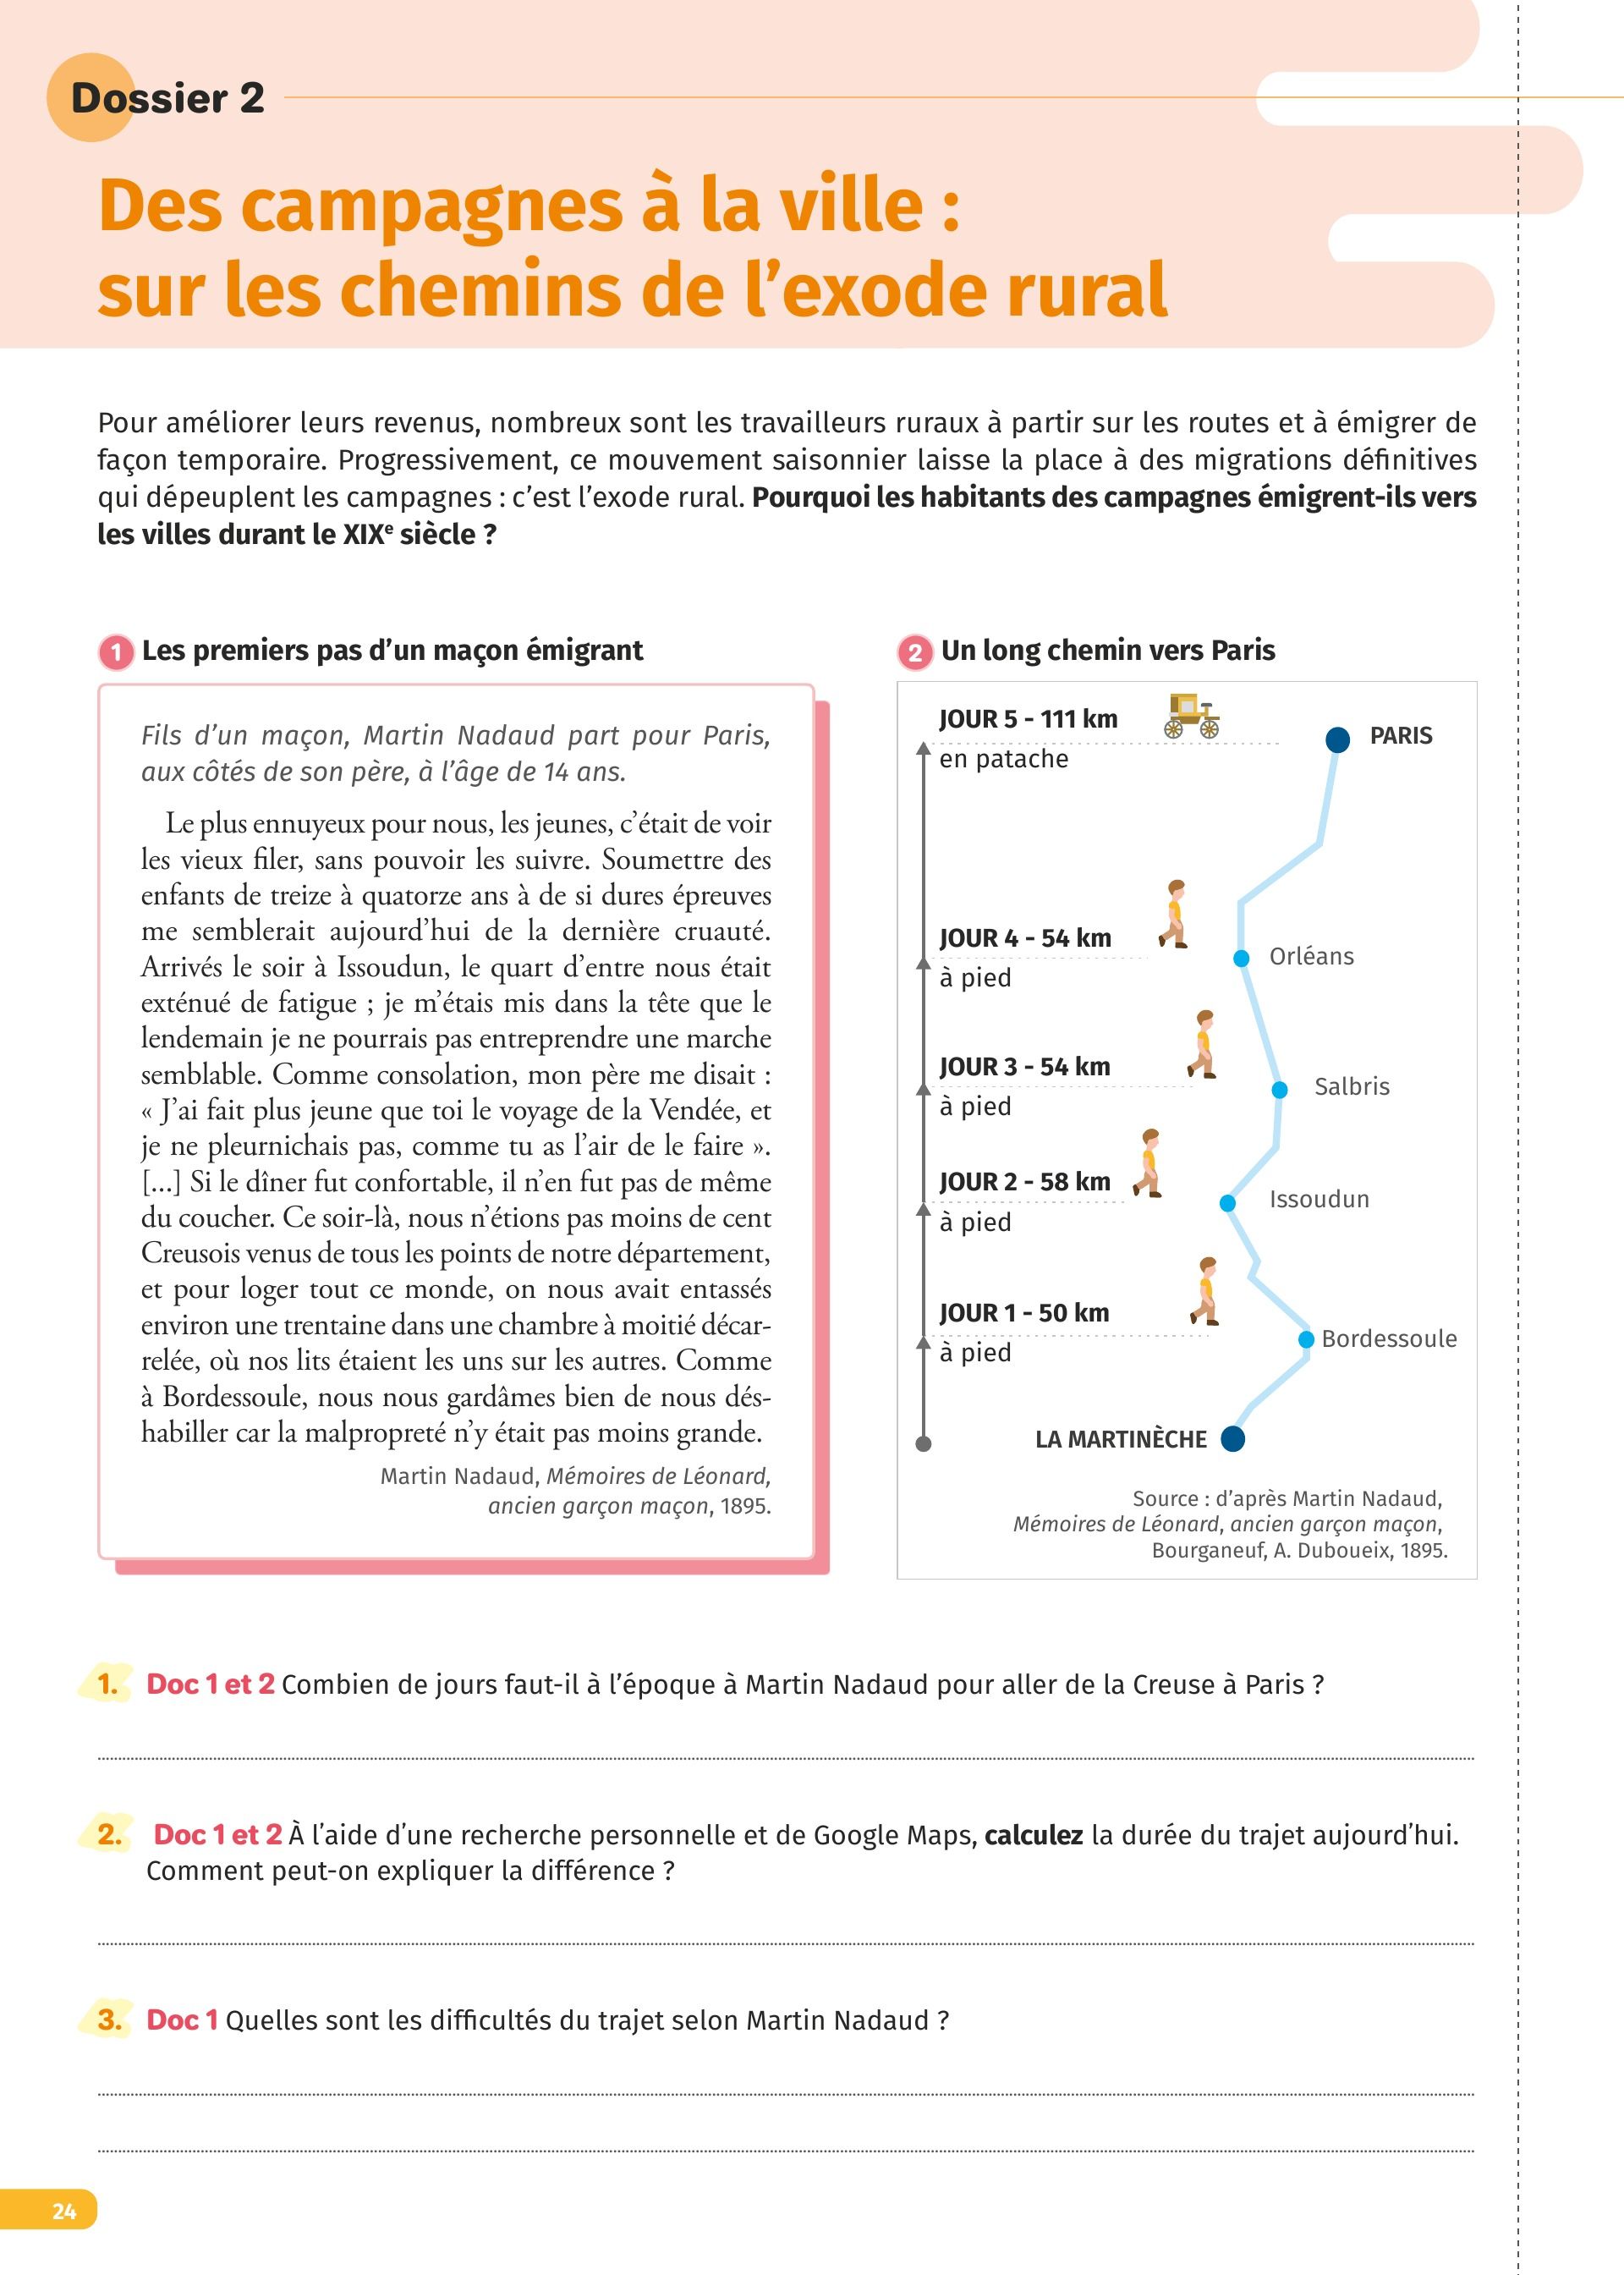 Dossier 2
Des campagnes à la ville :
sur les chemins de l’exode rural
Pour améliorer leurs revenus, nombreux sont les travailleurs ruraux à partir sur les routes et à émigrer de
façon temporaire. Progressivement, ce mouvement saisonnier laisse la place à des migrations définitives
qui dépeuplent les campagnes : c’est l’exode rural. Pourquoi les habitants des campagnes émigrent-ils vers
les villes durant le XIXe siècle ?
1 Les premiers pas d’un maçon émigrant
Fils d’un maçon, Martin Nadaud part pour Paris,
aux côtés de son père, à l’âge de 14 ans.
Le plus ennuyeux pour nous, les jeunes, c’était de voir
les vieux filer, sans pouvoir les suivre. Soumettre des
enfants de treize à quatorze ans à de si dures épreuves
me semblerait aujourd’hui de la dernière cruauté.
Arrivés le soir à Issoudun, le quart d’entre nous était
exténué de fatigue ; je m’étais mis dans la tête que le
lendemain je ne pourrais pas entreprendre une marche
semblable. Comme consolation, mon père me disait :
« J’ai fait plus jeune que toi le voyage de la Vendée, et
je ne pleurnichais pas, comme tu as l’air de le faire ».
[...] Si le dîner fut confortable, il n’en fut pas de même
du coucher. Ce soir-là, nous n’étions pas moins de cent
Creusois venus de tous les points de notre département,
et pour loger tout ce monde, on nous avait entassés
environ une trentaine dans une chambre à moitié décar-
relée, où nos lits étaient les uns sur les autres. Comme
à Bordessoule, nous nous gardâmes bien de nous dés-
habiller car la malpropreté n’y était pas moins grande.
Martin Nadaud, Mémoires de Léonard,
ancien garçon maçon, 1895.
2 Un long chemin vers Paris
JOUR 5 - 111 km
en patache
PARIS
JOUR 4 - 54 km
à pied
Orléans
JOUR 3 - 54 km
à pied
Salbris
JOUR 2 - 58 km
à pied
Issoudun
JOUR 1 - 50 km
à pied
Bordessoule
LA MARTINÈCHE
Source : d’après Martin Nadaud,
Mémoires de Léonard, ancien garçon maçon,
Bourganeuf, A. Duboueix, 1895.
1. Doc 1 et 2 Combien de jours faut-il à l’époque à Martin Nadaud pour aller de la Creuse à Paris ?
2. Doc 1 et 2 À l’aide d’une recherche personnelle et de Google Maps, calculez la durée du trajet aujourd’hui.
Comment peut-on expliquer la différence ?
3. Doc 1 Quelles sont les difficultés du trajet selon Martin Nadaud ?
24